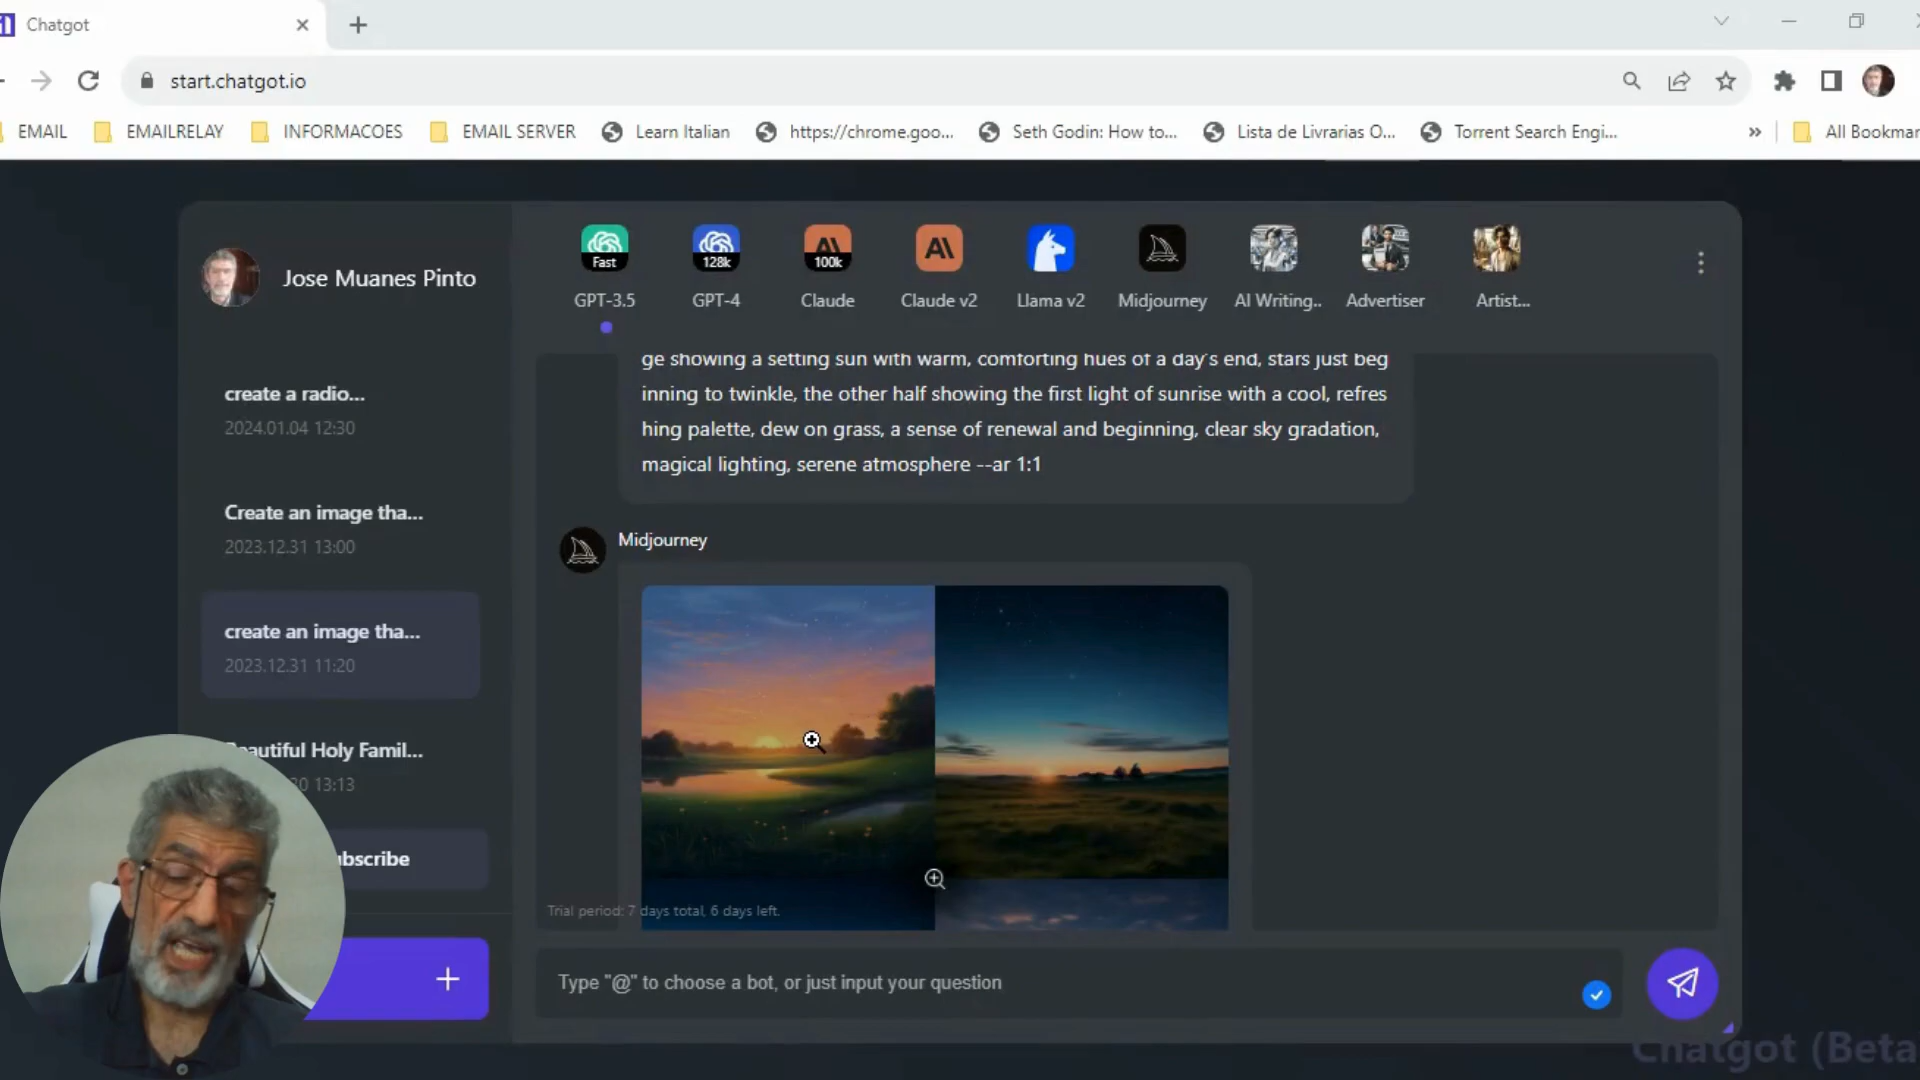 Chatgot
start.chatgot.io
EMAIL
EMAILRELAY
INFORMACOES
EMAIL SERVER
Learn Italian
https://chrome.goo...
Seth Godin: How to...
Lista de Livrarias O...
Torrent Search Engi...
»
All Bookmar
Jose Muanes Pinto
create a radio...
2024.01.04 12:30
Create an image tha...
2023.12.31 13:00
create an image tha...
2023.12.31 11:20
eautiful Holy Famil...
0 13:13
ubscribe
Fast
128k
100k
GPT-3.5
GPT-4
Claude
Claude v2
Llama v2
Midjourney
AI Writing..
Advertiser
Artist...
ge showing a setting sun with warm, comforting hues of a day's end, stars just beg
inning to twinkle, the other half showing the first light of sunrise with a cool, refres
hing palette, dew on grass, a sense of renewal and beginning, clear sky gradation,
magical lighting, serene atmosphere --ar 1:1
Midjourney
Trial period: 7 days total, 6 days left.
Type "@" to choose a bot, or just input your question
Chatgot (Beta